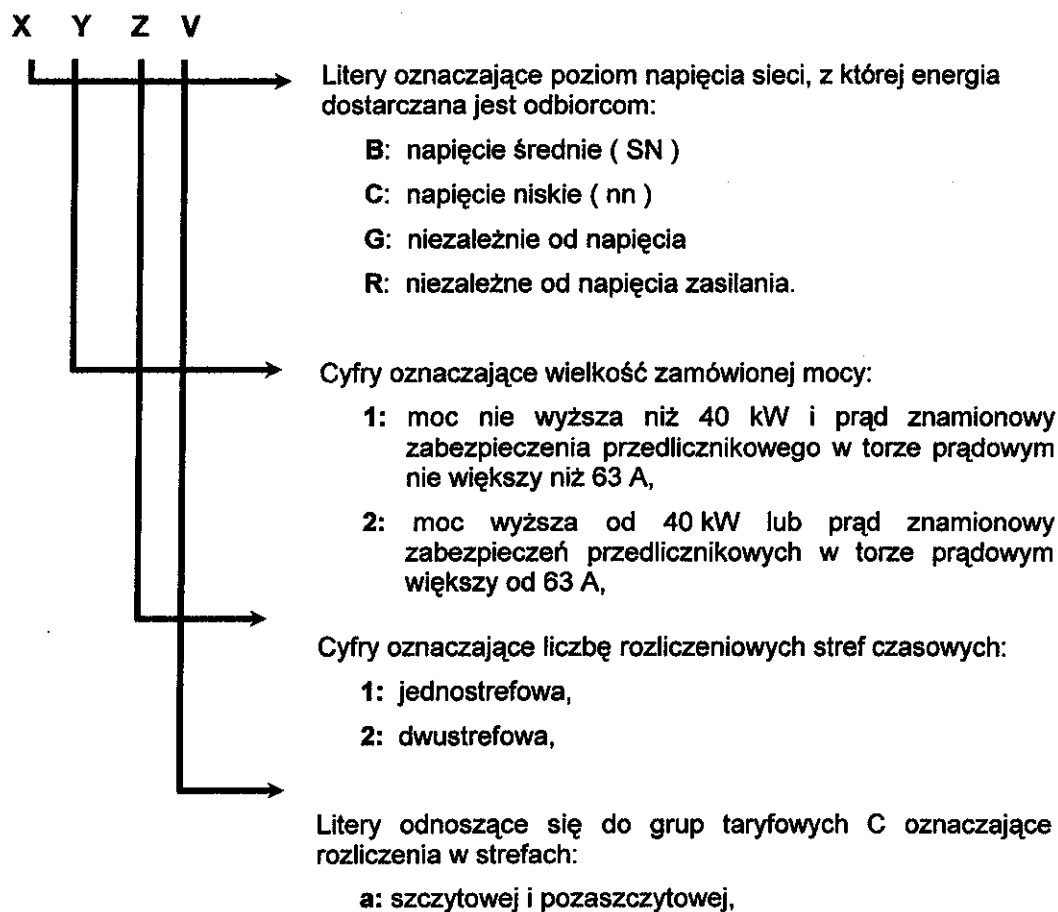 X Y Z V
Litery oznaczające poziom napięcia sieci, z której energia
dostarczana jest odbiorcom:
B: napięcie średnie ( SN )
C: napięcie niskie ( nn )
G: niezależnie od napięcia
R: niezależne od napięcia zasilania.
Cyfry oznaczające wielkość zamówionej mocy:
1: moc nie wyższa niż 40 kW i prąd znamionowy
zabezpieczenia przedlicznikowego w torze prądowym
nie większy niż 63 A,
2: moc wyższa od 40 kW lub prąd znamionowy
zabezpieczeń przedlicznikowych w torze prądowym
większy od 63 A,
Cyfry oznaczające liczbę rozliczeniowych stref czasowych:
1: jednostrefowa,
2: dwustrefowa,
Litery odnoszące się do grup taryfowych C oznaczające
rozliczenia w strefach:
a: szczytowej i pozaszczytowej,